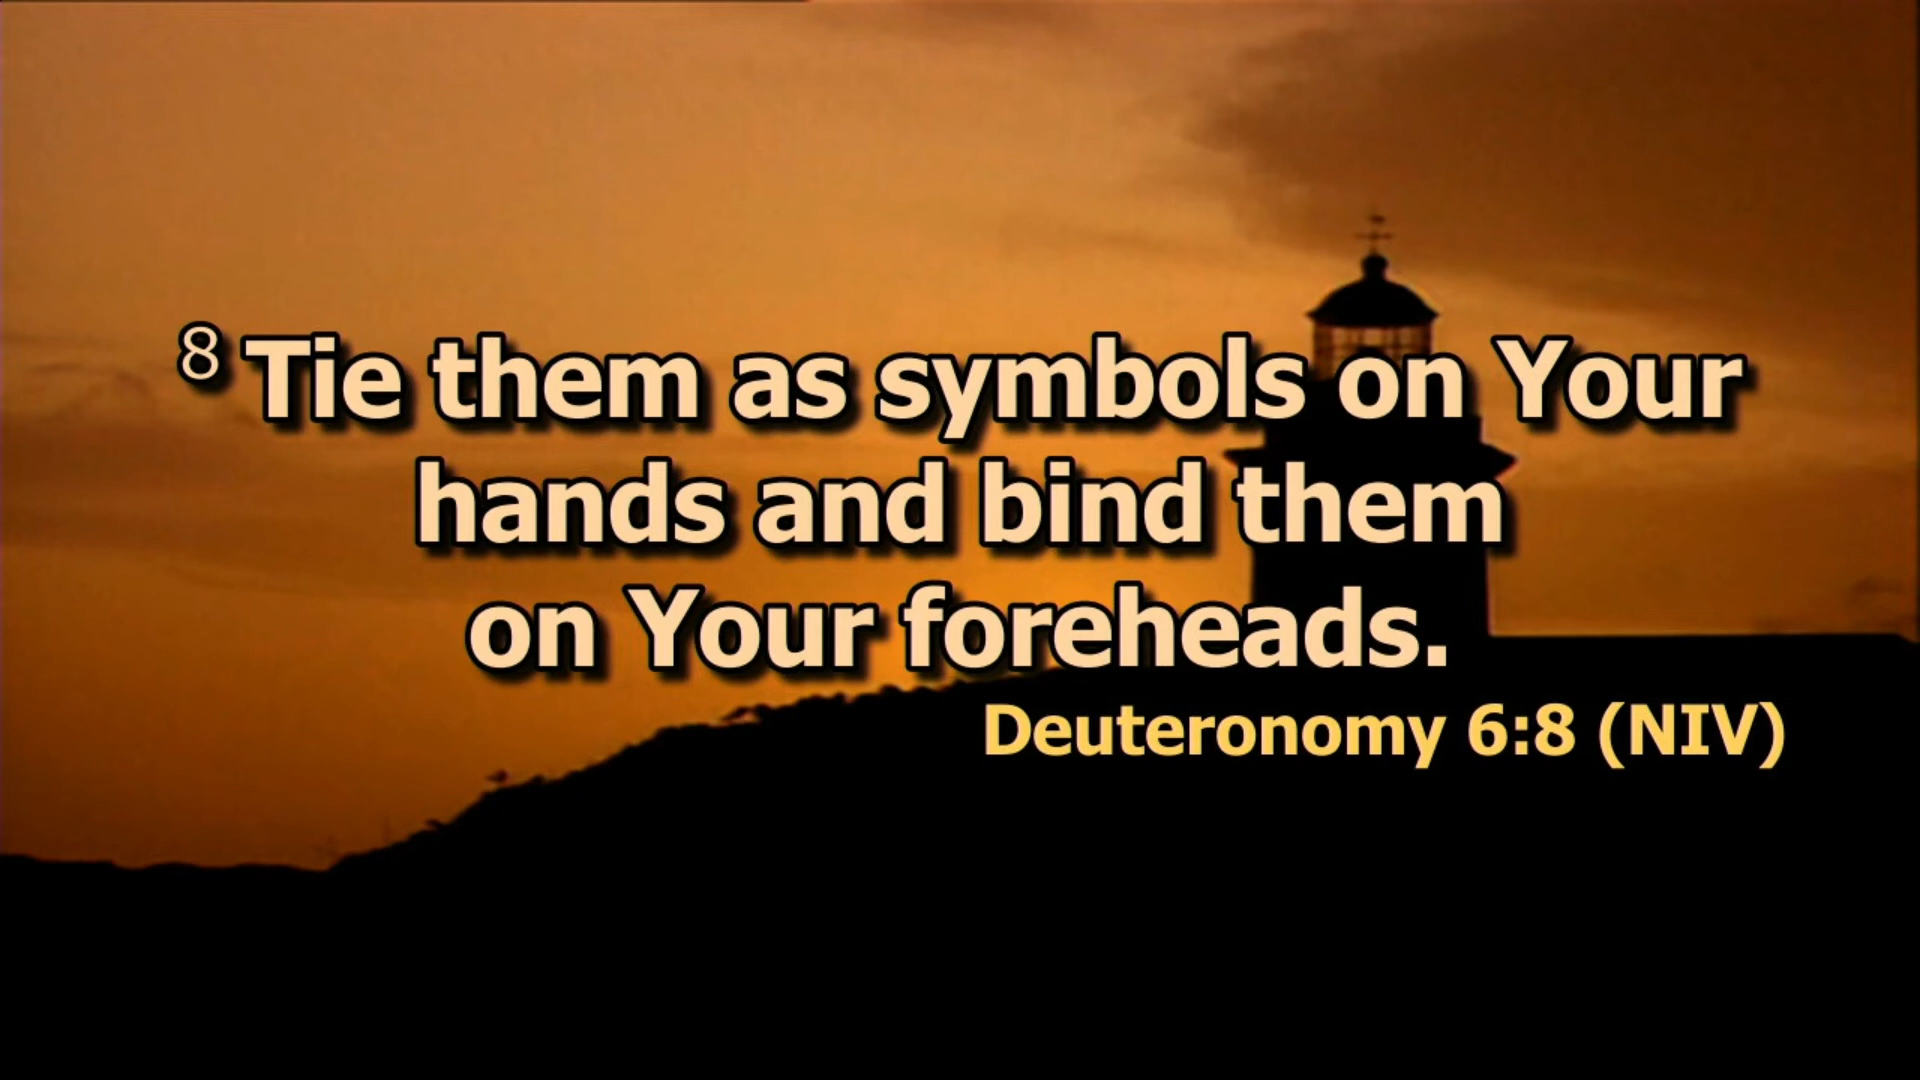 8 Tie them as symbols on Your
hands and bind them
on Your foreheads.
Deuteronomy 6:8 (NIV)